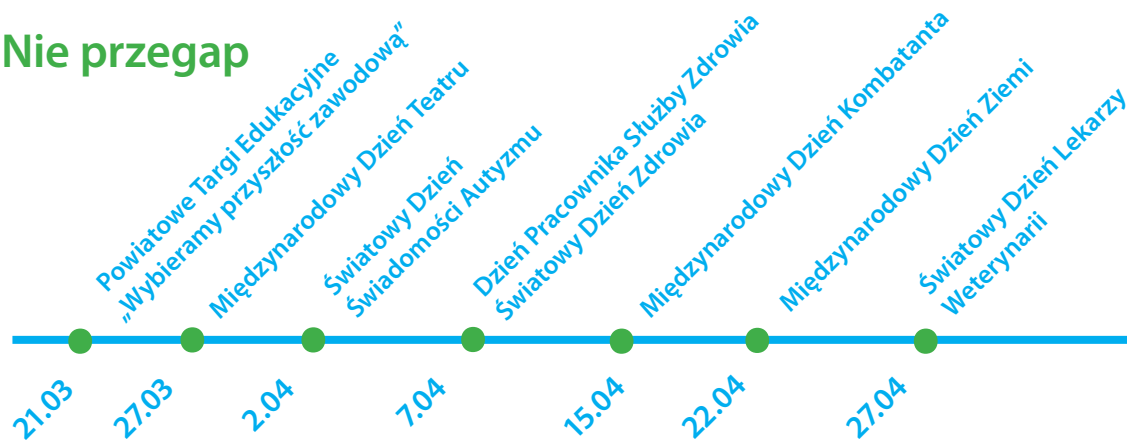 Nie przegap
Powiatowe Targi Edukacyjne
„Wybieramy przyszłość zawodową”
Międzynarodowy Dzień Teatru
Światowy Dzień
Świadomości Autyzmu
Dzień Pracownika Służby Zdrowia
Światowy Dzień Zdrowia
Międzynarodowy Dzień Kombatanta
Międzynarodowy Dzień Ziemi
Światowy Dzień Lekarzy
Weterynarii
21.03
27.03
2.04
7.04
15.04
22.04
27.04